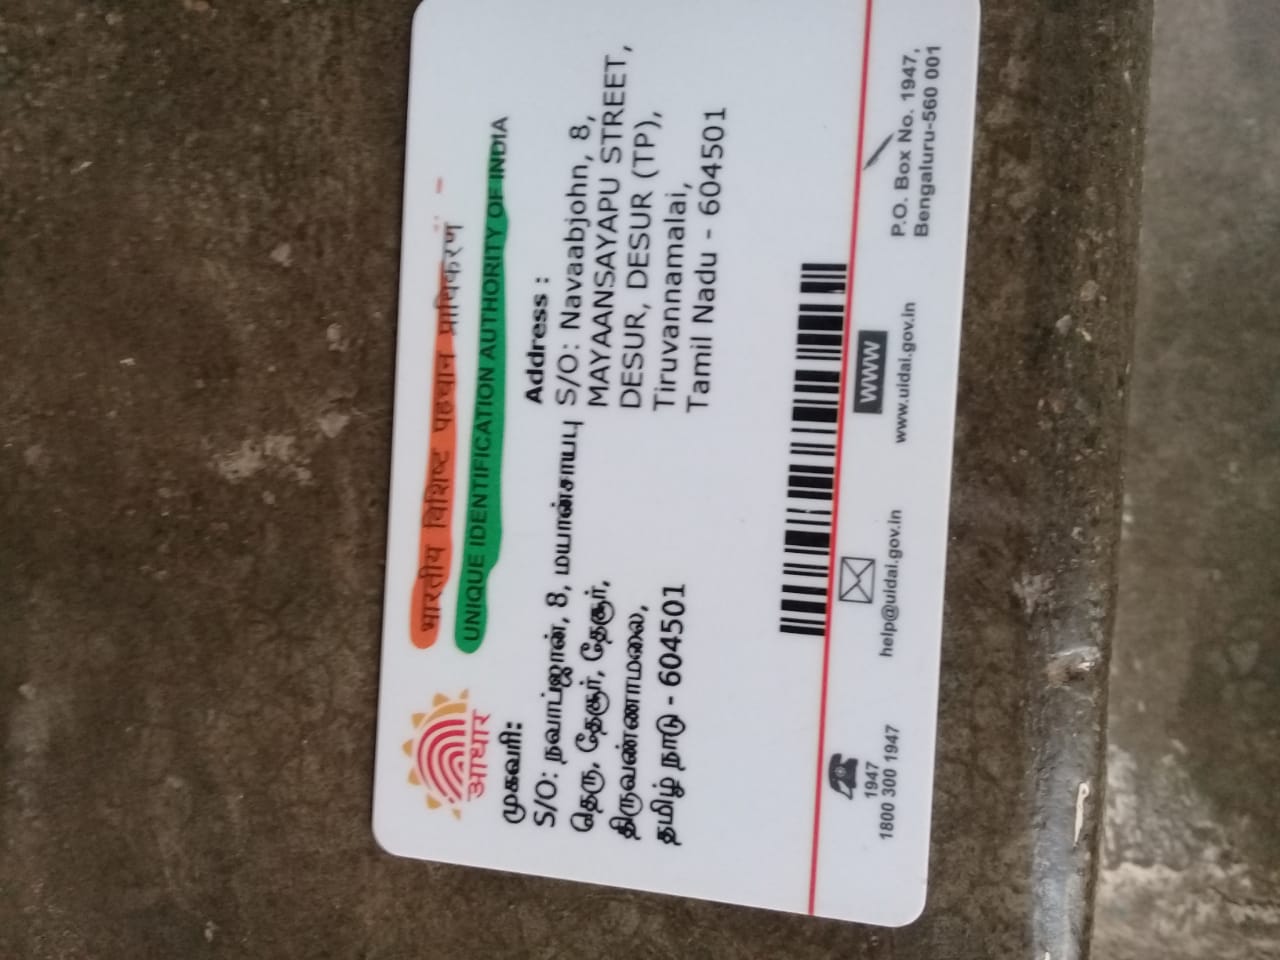 भारतीय विशिष्ट पहचान प्राधिकरण
UNIQUE IDENTIFICATION AUTHORITY OF INDIA
आधार
முகவரி:
S/O: நவாப்ஜான், 8, மயான்சாயபு
தெரு, தேசூர், தேசூர்,
திருவண்ணாமலை,
தமிழ் நாடு - 604501
Address :
S/O: Navaabjohn, 8,
MAYAANSAYAPU STREET,
DESUR, DESUR (TP),
Tiruvannamalai,
Tamil Nadu - 604501
1947
1800 300 1947
help@uidai.gov.in
WWW
www.uidai.gov.in
P.O. Box No. 1947,
Bengaluru-560 001